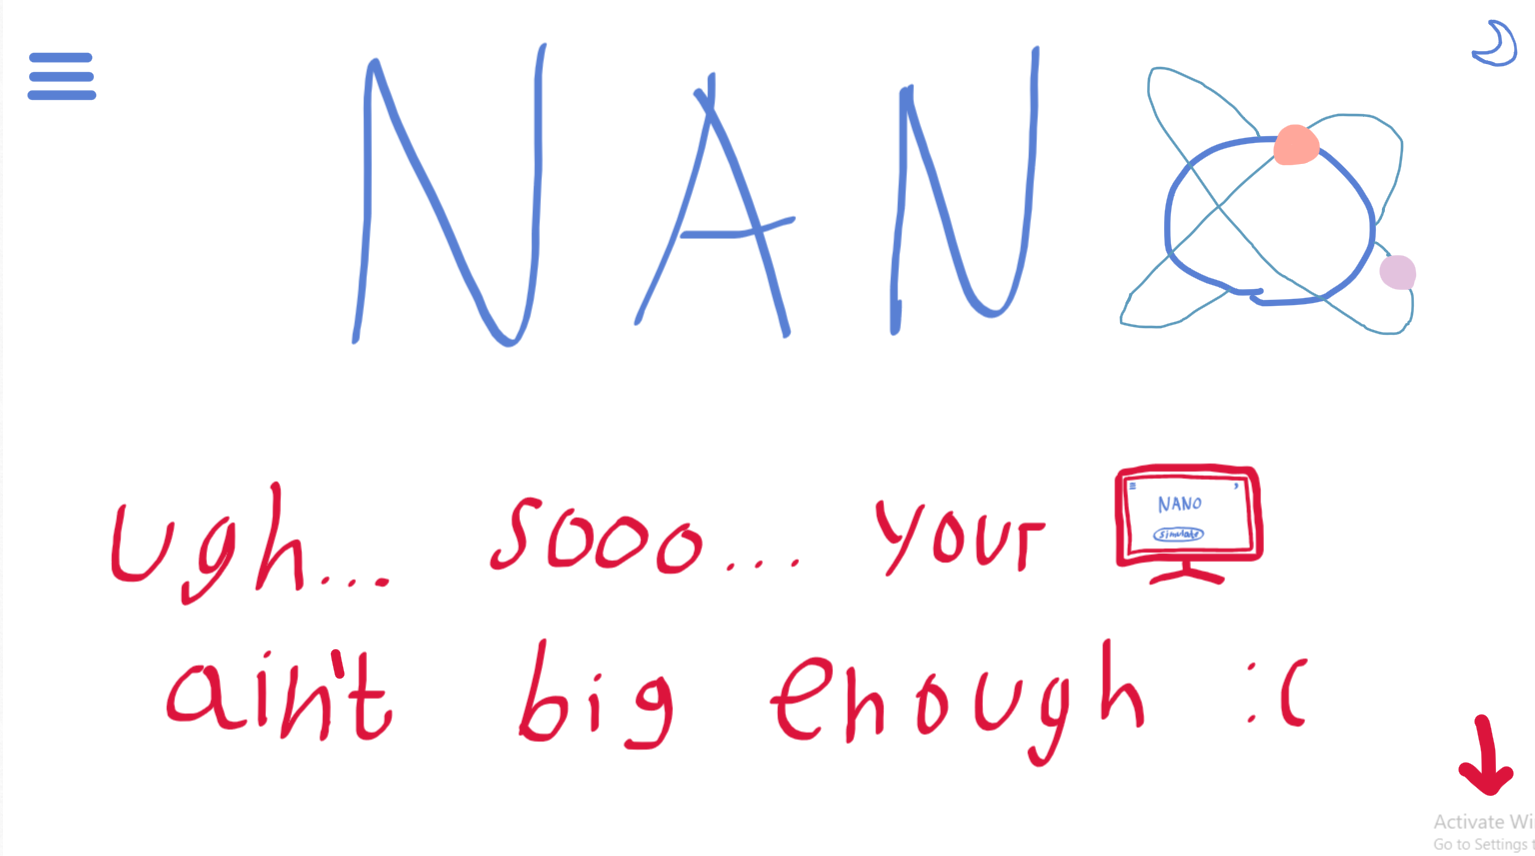 NANO
ugh... sooo... your
NANO
simulate
ain't big enough :(
Activate Wi
Go to Settings t